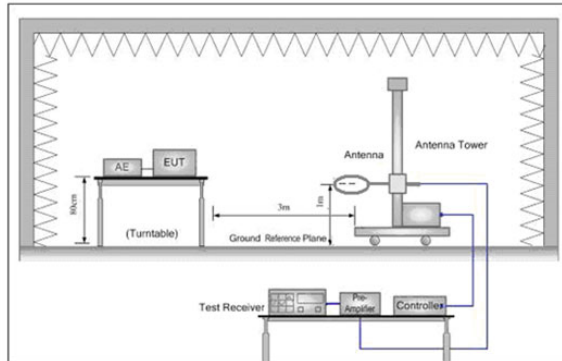 Antenna
Antenna Tower
AE
EUT
80cm
(Turntable)
3m
1m
Ground Reference Plane
Test Receiver
Pre-
Amplifier
Controller